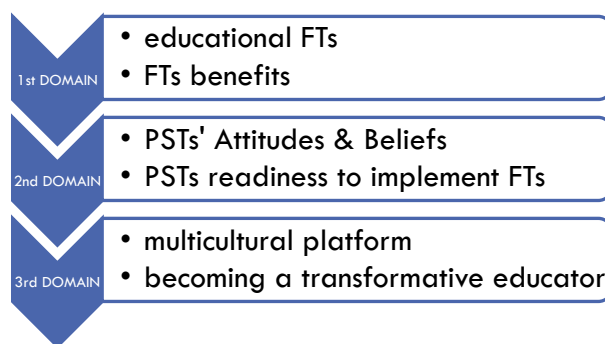 1st DOMAIN
• educational FTs
• FTs benefits
2nd DOMAIN
• PSTs' Attitudes & Beliefs
• PSTs readiness to implement FTs
3rd DOMAIN
• multicultural platform
• becoming a transformative educator